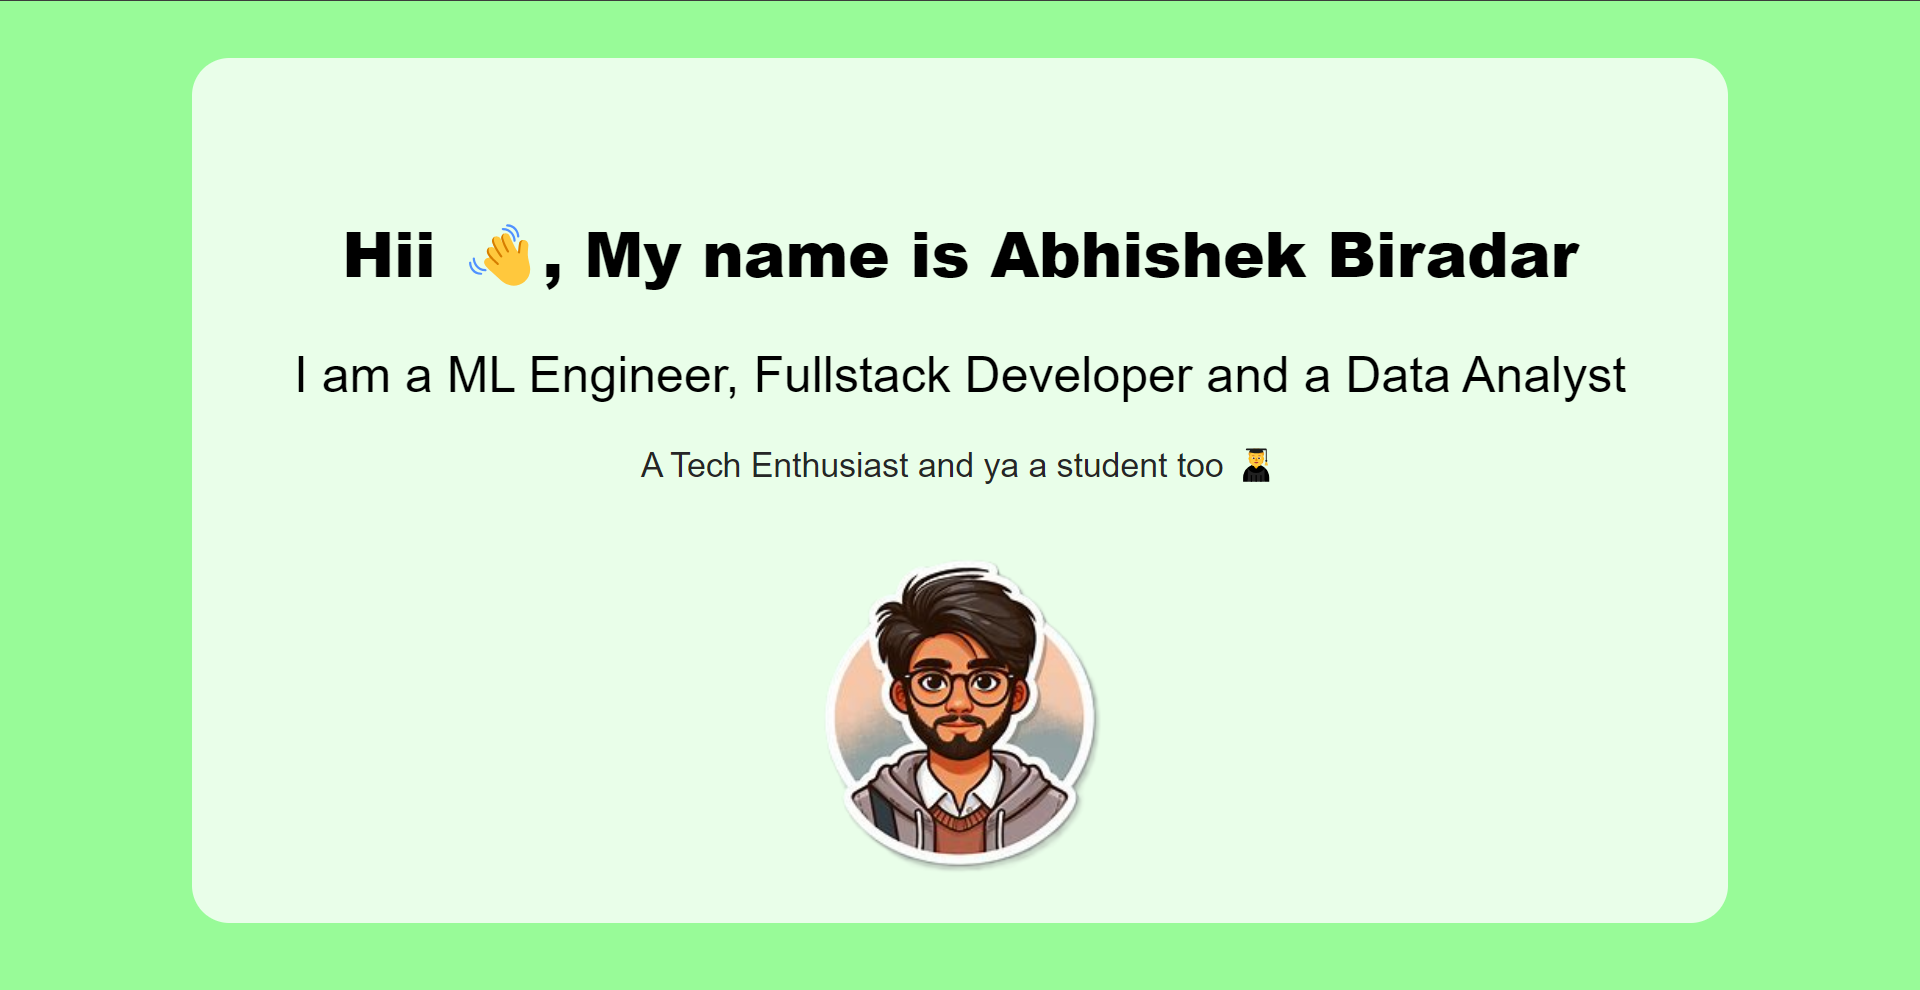 Hii 👋, My name is Abhishek Biradar
I am a ML Engineer, Fullstack Developer and a Data Analyst
A Tech Enthusiast and ya a student too 👨‍🎓